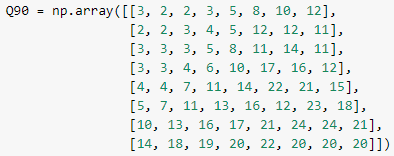 Q90 = np.array([[3, 2, 2, 3, 5, 8, 10, 12],
[2, 2, 3, 4, 5, 12, 12, 11],
[3, 3, 3, 5, 8, 11, 14, 11],
[3, 3, 4, 6, 10, 17, 16, 12],
[4, 4, 7, 11, 14, 22, 21, 15],
[5, 7, 11, 13, 16, 12, 23, 18],
[10, 13, 16, 17, 21, 24, 24, 21],
[14, 18, 19, 20, 22, 20, 20, 20]])